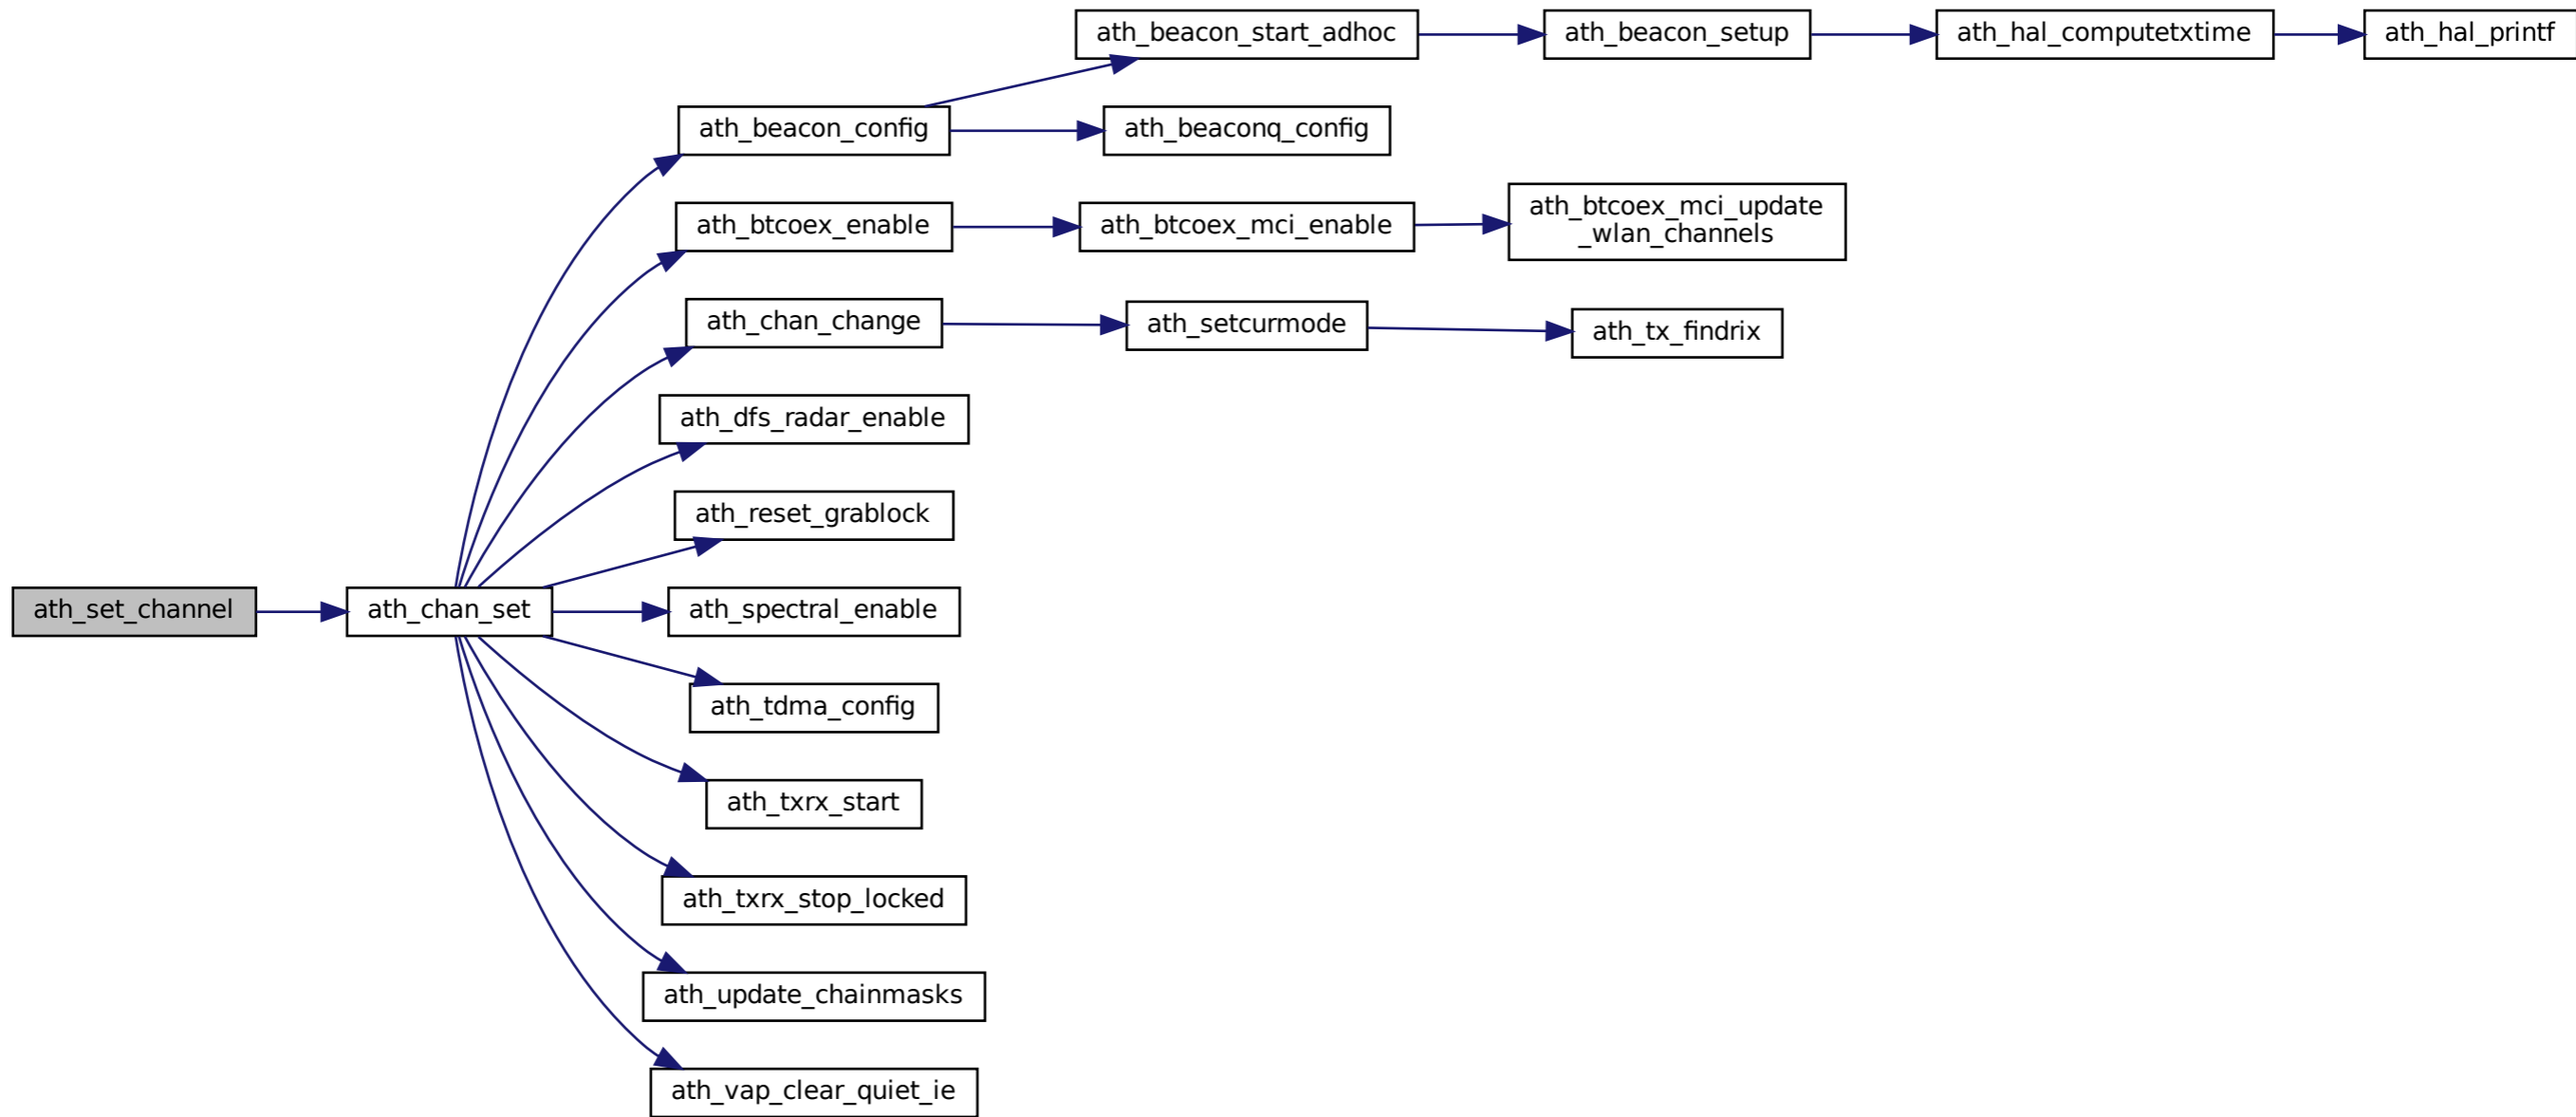 ath_beacon_start_adhoc
ath_beacon_setup
ath_hal_computetxtime
ath_hal_printf
ath_beacon_config
ath_beaconq_config
ath_btcoex_enable
ath_btcoex_mci_enable
ath_btcoex_mci_update
_wlan_channels
ath_chan_change
ath_setcurmode
ath_tx_findrix
ath_dfs_radar_enable
ath_reset_grablock
ath_set_channel
ath_chan_set
ath_spectral_enable
ath_tdma_config
ath_txrx_start
ath_txrx_stop_locked
ath_update_chainmasks
ath_vap_clear_quiet_ie